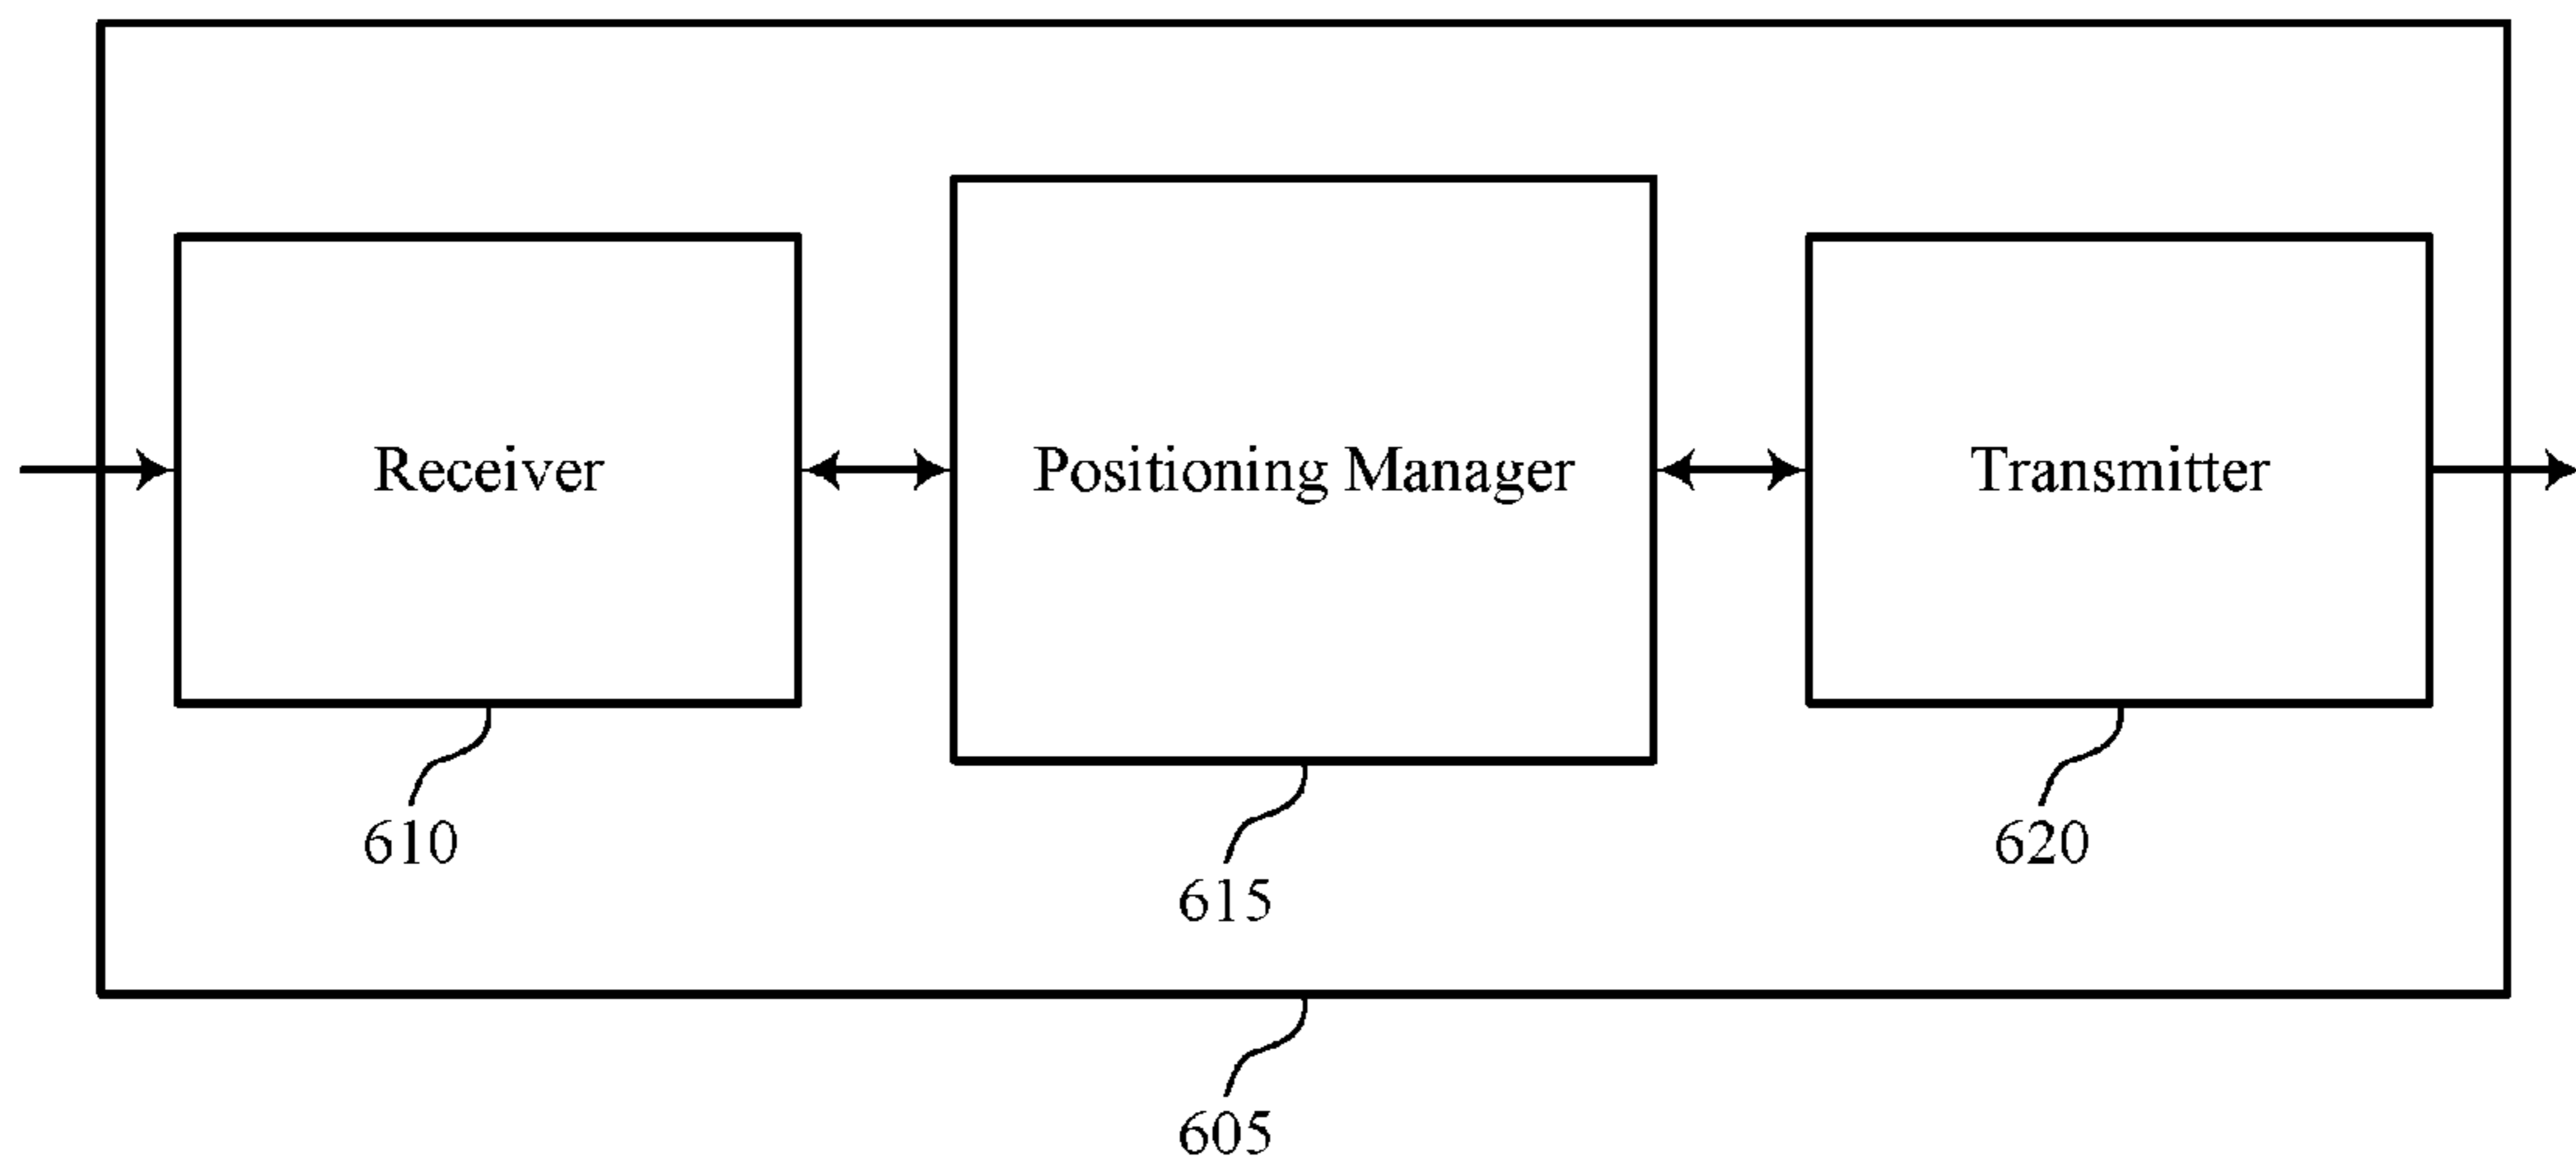 Receiver
Positioning Manager
Transmitter
610
615
620
605